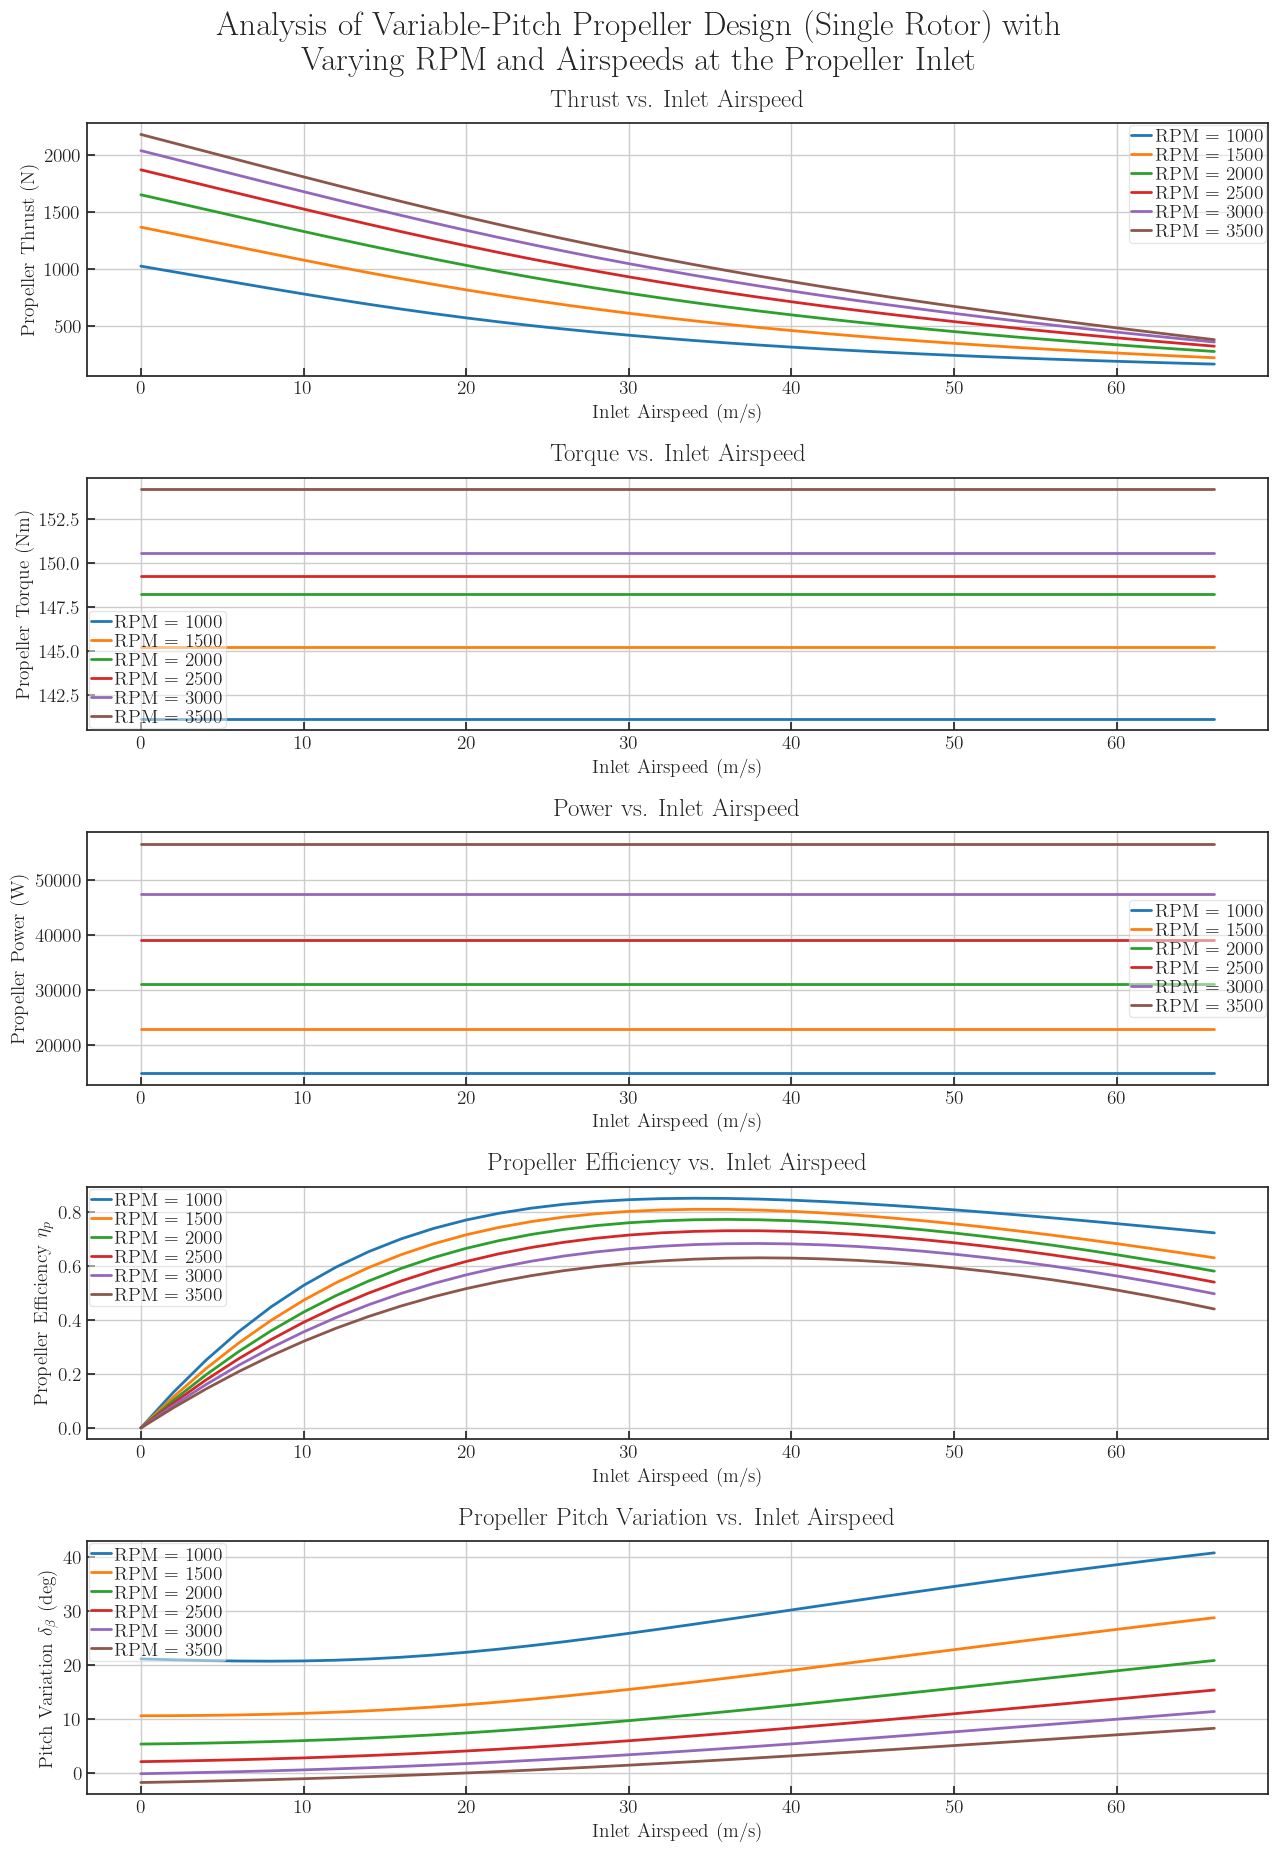 Analysis of Variable-Pitch Propeller Design (Single Rotor) with
Varying RPM and Airspeeds at the Propeller Inlet
Thrust vs. Inlet Airspeed
Propeller Thrust (N)
2000
1500
1000
500
RPM = 1000
RPM = 1500
RPM = 2000
RPM = 2500
RPM = 3000
RPM = 3500
0 10 20 30 40 50 60
Inlet Airspeed (m/s)
Torque vs. Inlet Airspeed
Propeller Torque (Nm)
152.5
150.0
147.5
145.0
142.5
RPM = 1000
RPM = 1500
RPM = 2000
RPM = 2500
RPM = 3000
RPM = 3500
0 10 20 30 40 50 60
Inlet Airspeed (m/s)
Power vs. Inlet Airspeed
Propeller Power (W)
50000
40000
30000
20000
RPM = 1000
RPM = 1500
RPM = 2000
RPM = 2500
RPM = 3000
RPM = 3500
0 10 20 30 40 50 60
Inlet Airspeed (m/s)
Propeller Efficiency vs. Inlet Airspeed
Propeller Efficiency ηp
0.8
0.6
0.4
0.2
0.0
RPM = 1000
RPM = 1500
RPM = 2000
RPM = 2500
RPM = 3000
RPM = 3500
0 10 20 30 40 50 60
Inlet Airspeed (m/s)
Propeller Pitch Variation vs. Inlet Airspeed
Pitch Variation δβ (deg)
40
30
20
10
0
RPM = 1000
RPM = 1500
RPM = 2000
RPM = 2500
RPM = 3000
RPM = 3500
0 10 20 30 40 50 60
Inlet Airspeed (m/s)